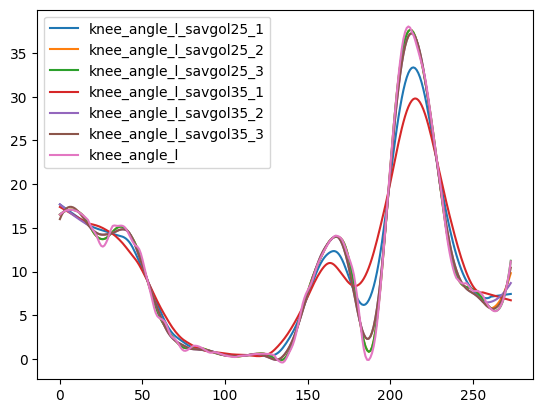 knee_angle_l_savgol25_1
knee_angle_l_savgol25_2
knee_angle_l_savgol25_3
knee_angle_l_savgol35_1
knee_angle_l_savgol35_2
knee_angle_l_savgol35_3
knee_angle_l
35
30
25
20
15
10
5
0
0 50 100 150 200 250